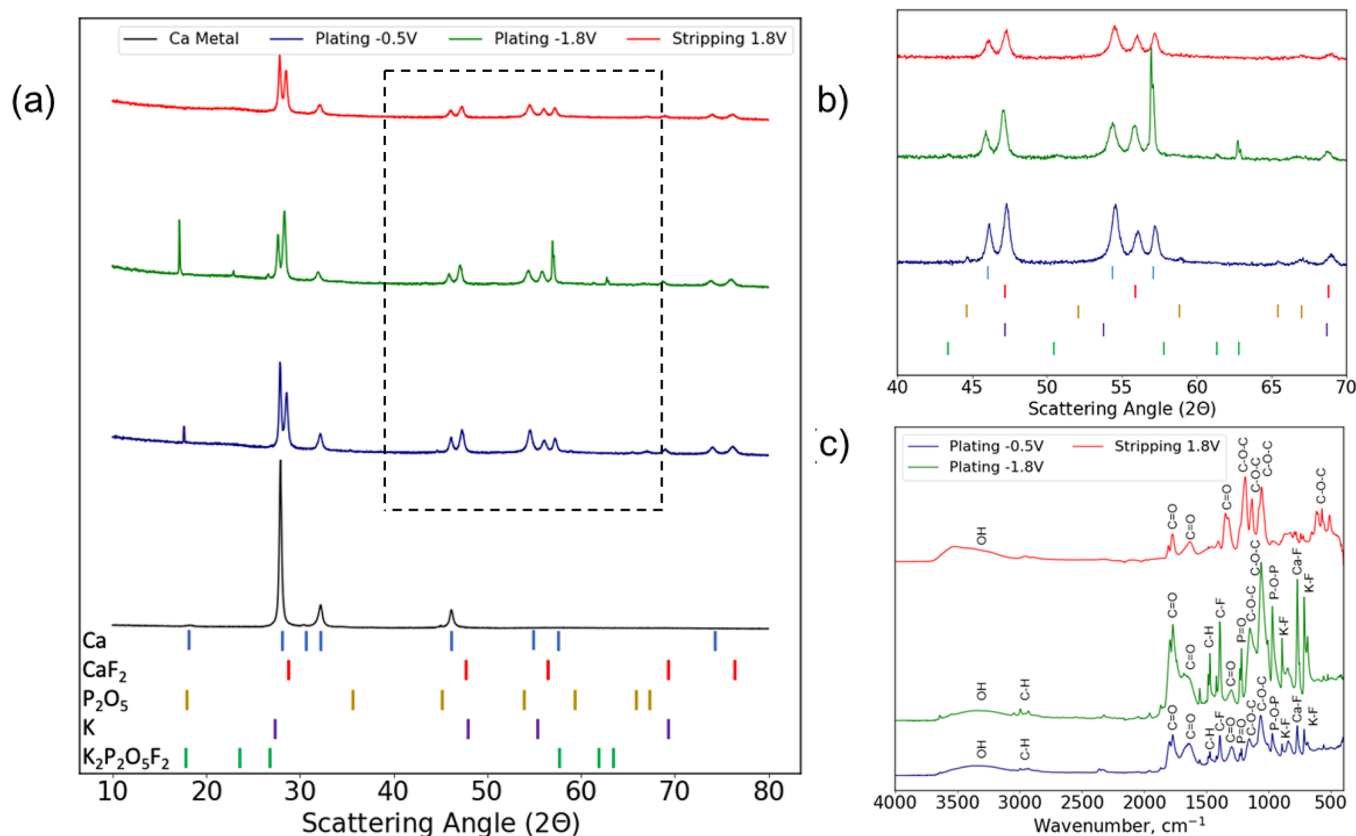 (a)
Ca Metal Plating -0.5V Plating -1.8V Stripping 1.8V
Ca
CaF₂
P₂O₅
K
K₂P₂O₅F₂
10 20 30 40 50 60 70 80
Scattering Angle (2Θ)
b)
40 45 50 55 60 65 70
Scattering Angle (2Θ)
c)
Plating -0.5V Stripping 1.8V
Plating -1.8V
OH C=O C=O C=O C-O-C C-O-C C-O-C C-O-C
OH C-H C=O C=O C-H C-F C=O P=O C-O-C C-O-C P-O-P K-F Ca-F K-F
OH C-H C=O C=O C-H C-F C=O P=O C-O-C C-O-C P-O-P K-F Ca-F K-F
4000 3500 3000 2500 2000 1500 1000 500
Wavenumber, cm⁻¹